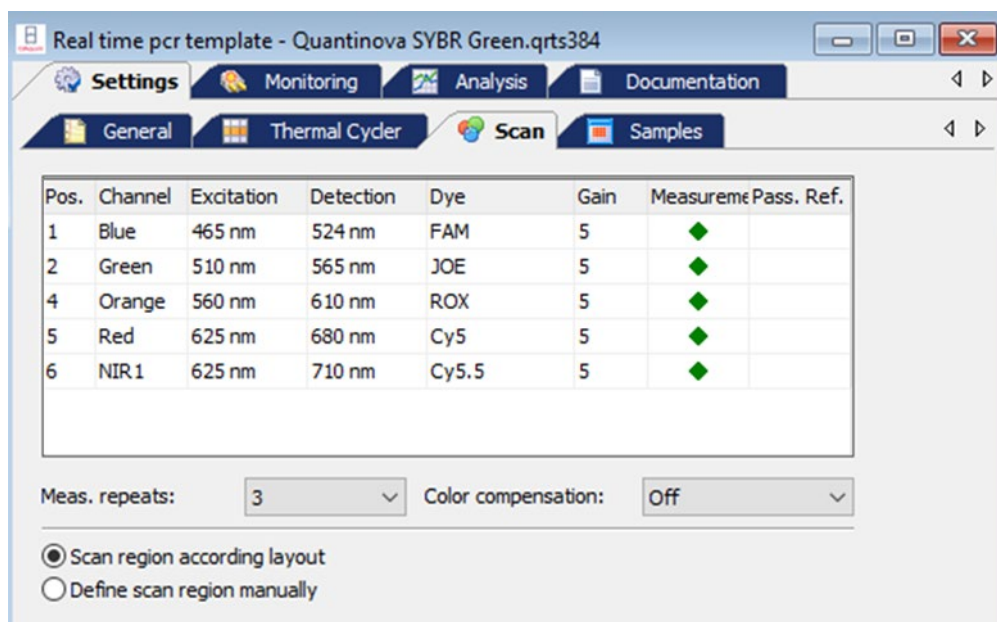 Real time pcr template - Quantinova SYBR Green.qrts384
Settings Monitoring Analysis Documentation
General Thermal Cycler Scan Samples
Pos. Channel Excitation Detection Dye Gain Measureme Pass. Ref.
1 Blue 465 nm 524 nm FAM 5
2 Green 510 nm 565 nm JOE 5
4 Orange 560 nm 610 nm ROX 5
5 Red 625 nm 680 nm Cy5 5
6 NIR1 625 nm 710 nm Cy5.5 5
Meas. repeats: 3 Color compensation: Off
Scan region according layout
Define scan region manually